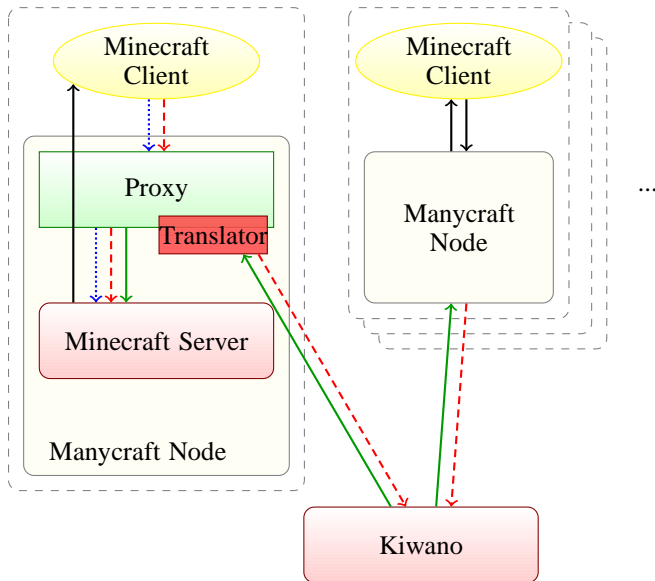 Minecraft
Client
Proxy
Translator
Minecraft Server
Manycraft Node
Minecraft
Client
Manycraft
Node
...
Kiwano